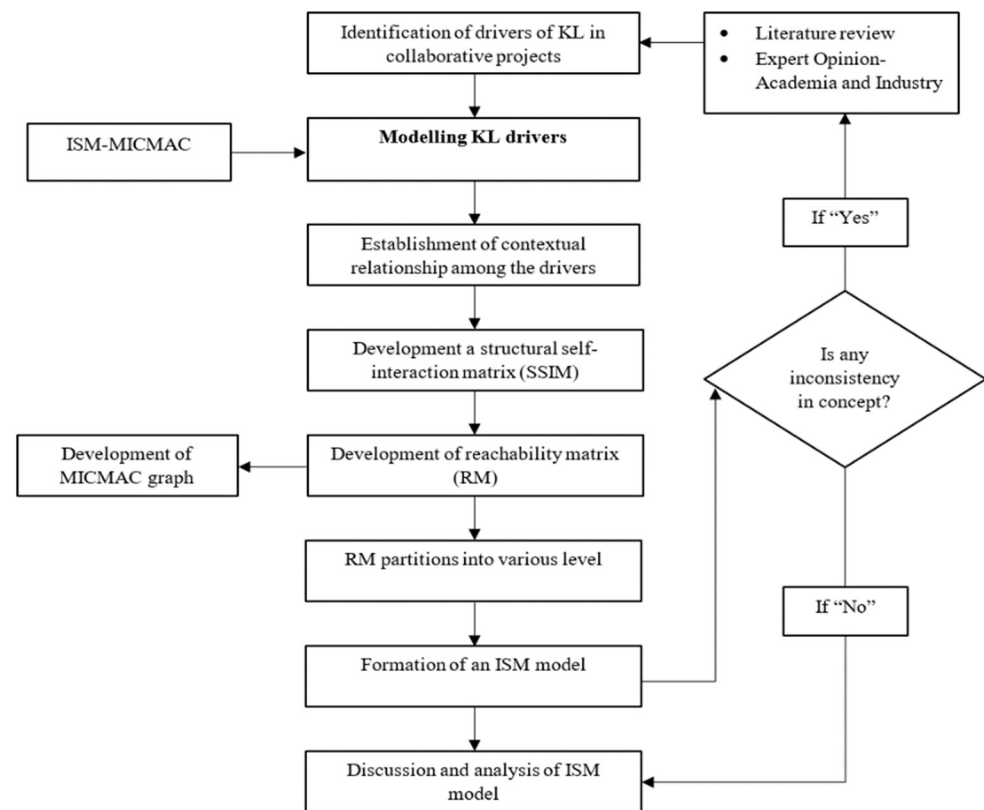 Identification of drivers of KL in
collaborative projects
• Literature review
• Expert Opinion-
Academia and Industry
ISM-MICMAC
Modelling KL drivers
If “Yes”
Establishment of contextual
relationship among the drivers
Development a structural self-
interaction matrix (SSIM)
Is any
inconsistency
in concept?
Development of
MICMAC graph
Development of reachability matrix
(RM)
RM partitions into various level
If “No”
Formation of an ISM model
Discussion and analysis of ISM
model